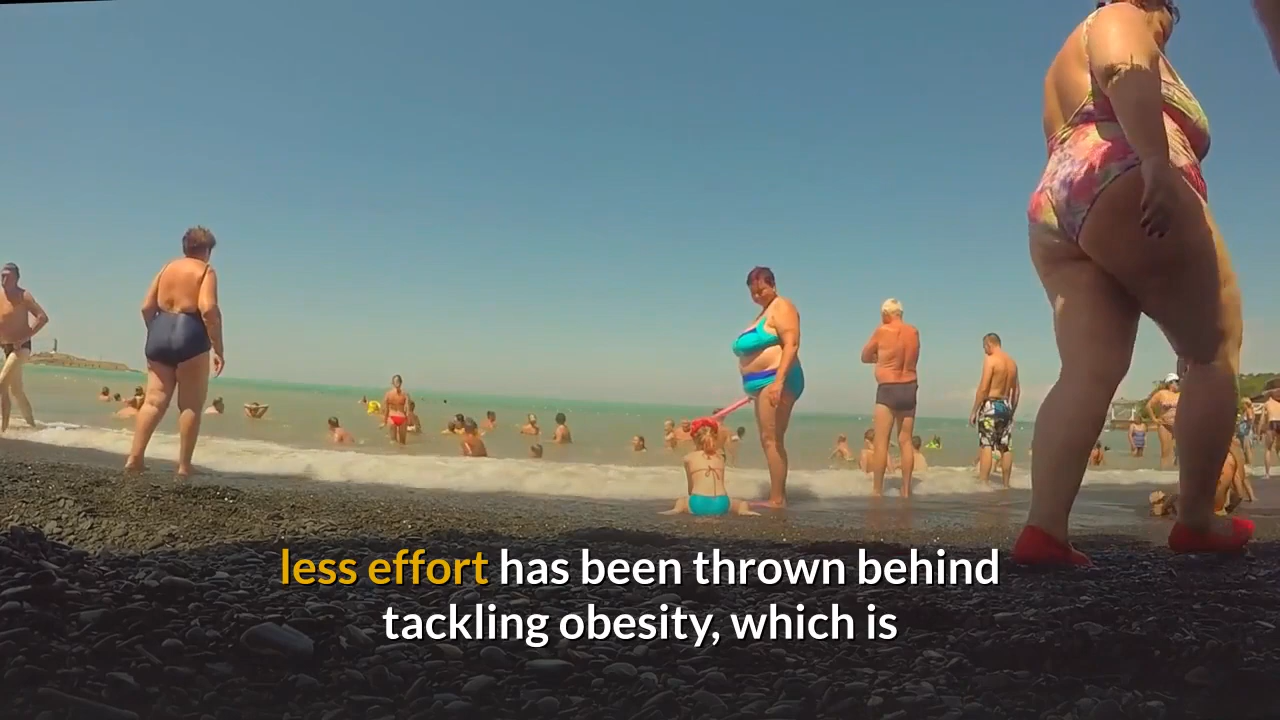 less effort has been thrown behind
tackling obesity, which is